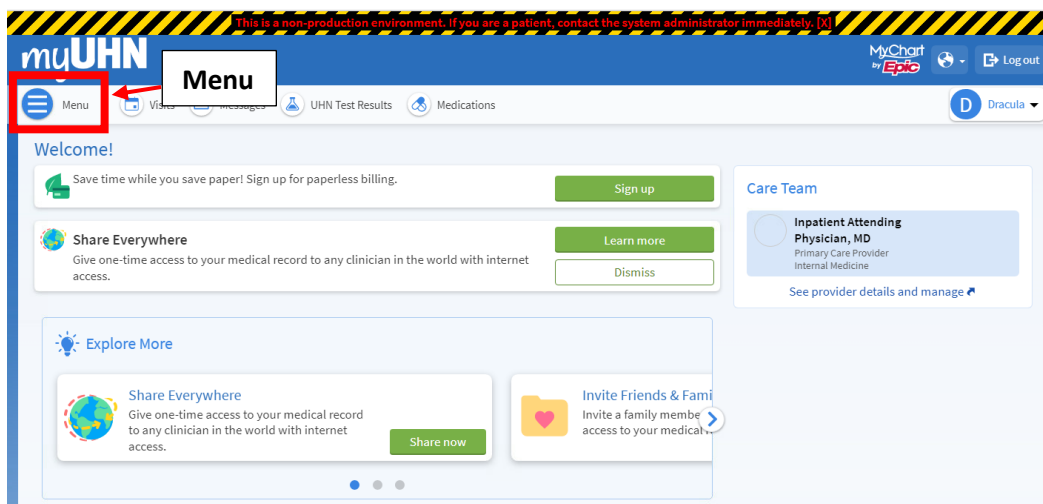 This is a non-production environment. If you are a patient, contact the system administrator immediately. [X]
myUHN
MyChart
by Epic
Log out
Menu
Menu
Visits
Messages
UHN Test Results
Medications
D
Dracula
Welcome!
Save time while you save paper! Sign up for paperless billing.
Sign up
Share Everywhere
Give one-time access to your medical record to any clinician in the world with internet
access.
Learn more
Dismiss
Care Team
Inpatient Attending
Physician, MD
Primary Care Provider
Internal Medicine
See provider details and manage
Explore More
Share Everywhere
Give one-time access to your medical record
to any clinician in the world with internet
access.
Share now
Invite Friends & Fami
Invite a family membe
access to your medical